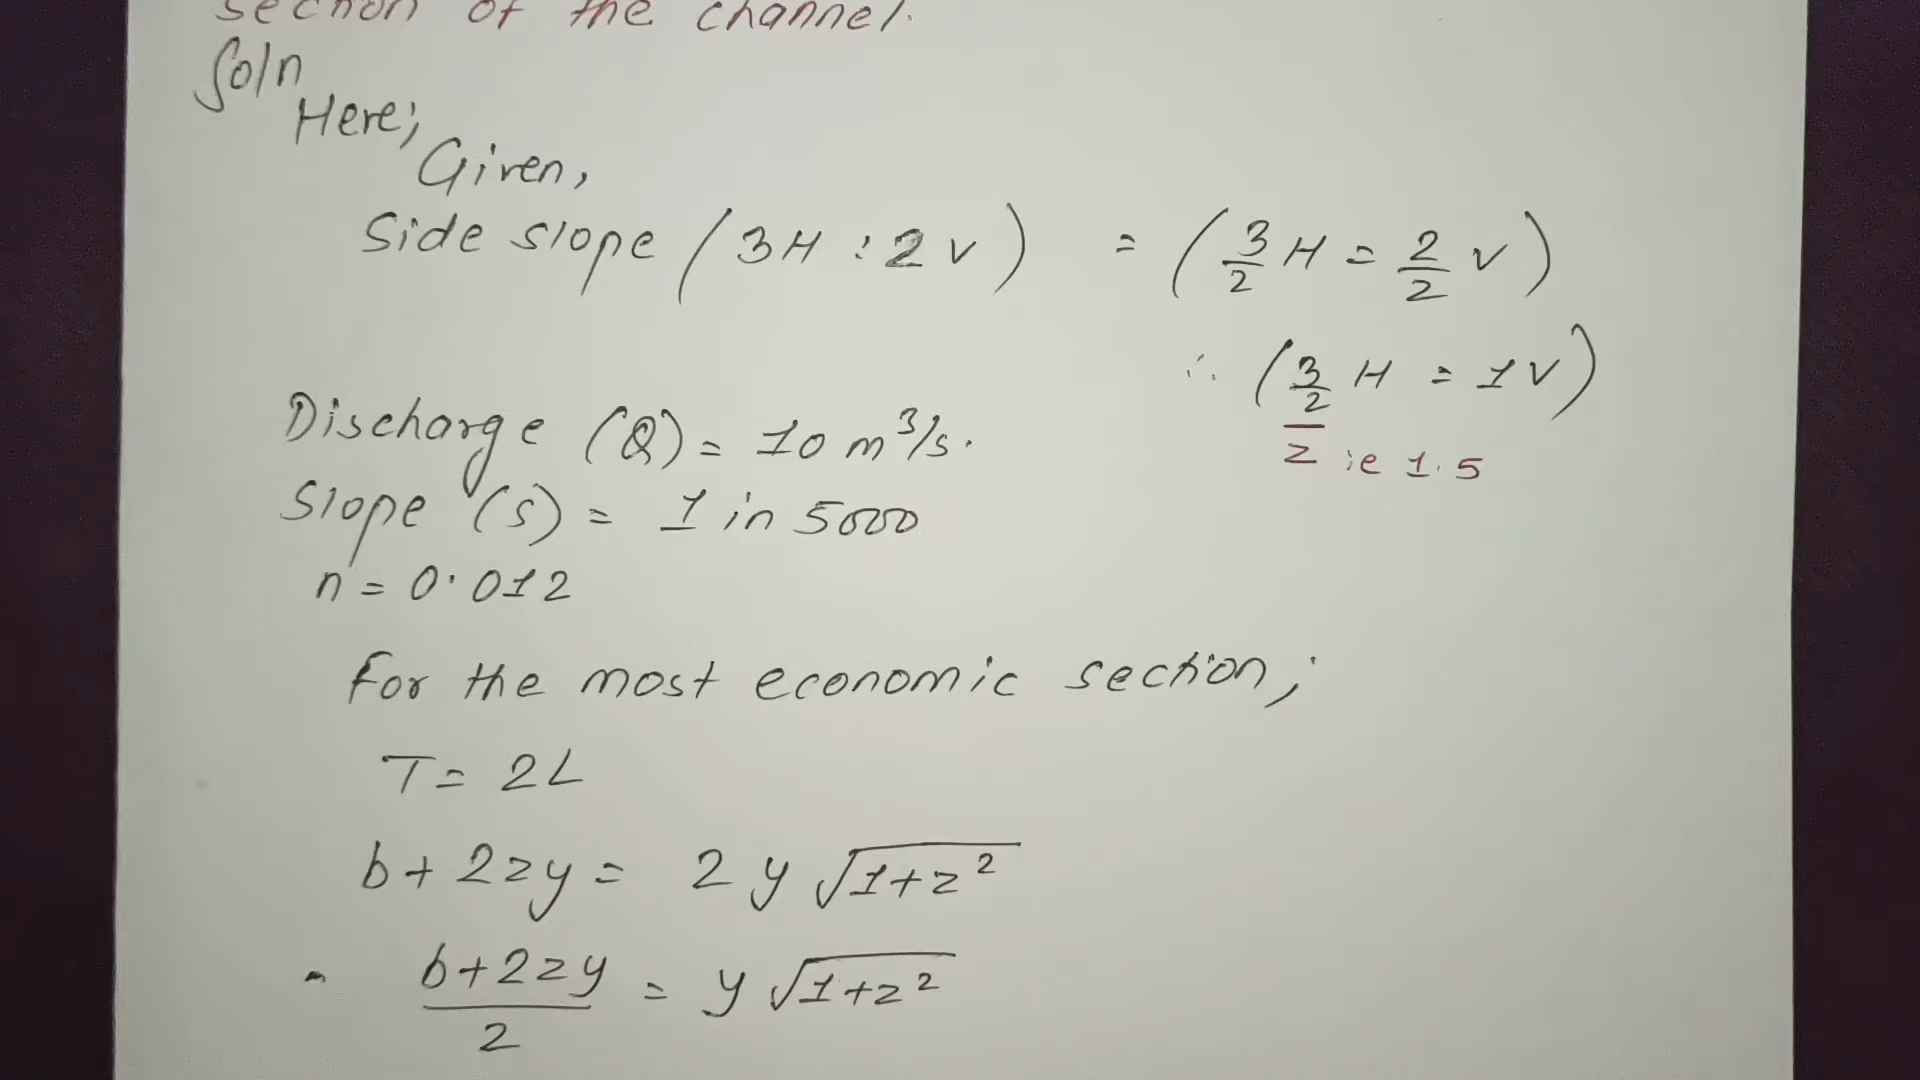 section of the channel.
Soln
Here;
Given,
Side slope (3H : 2V) = (3/2 H = 2/2 V)
∴ (3/2 H = 1V)
Discharge (Q) = 10 m³/s.
z ie 1.5
Slope (S) = 1 in 5000
n = 0.012
For the most economic section;
T = 2L
b + 2zy = 2y √1+z²
(b+2zy)/2 = y √1+z²